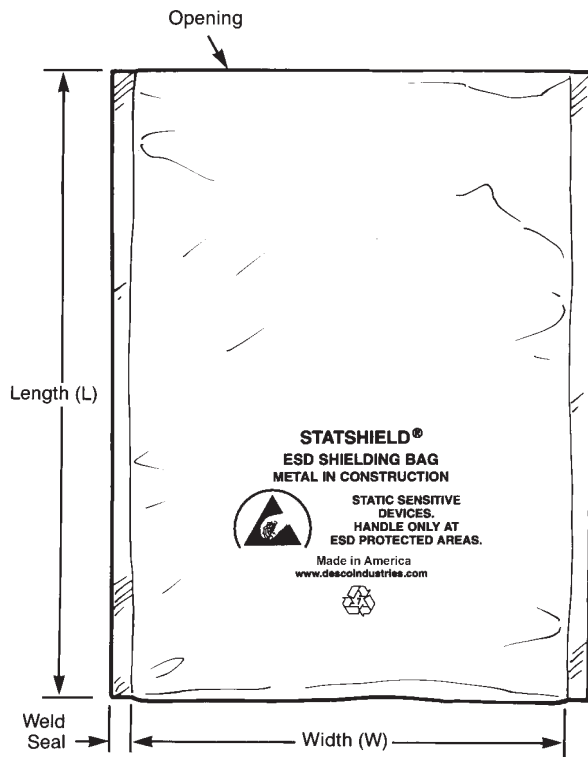 Opening
Length (L)
STATSHIELD®
ESD SHIELDING BAG
METAL IN CONSTRUCTION
STATIC SENSITIVE
DEVICES.
HANDLE ONLY AT
ESD PROTECTED AREAS.
Made in America
www.descoindustries.com
7
Weld
Seal
Width (W)